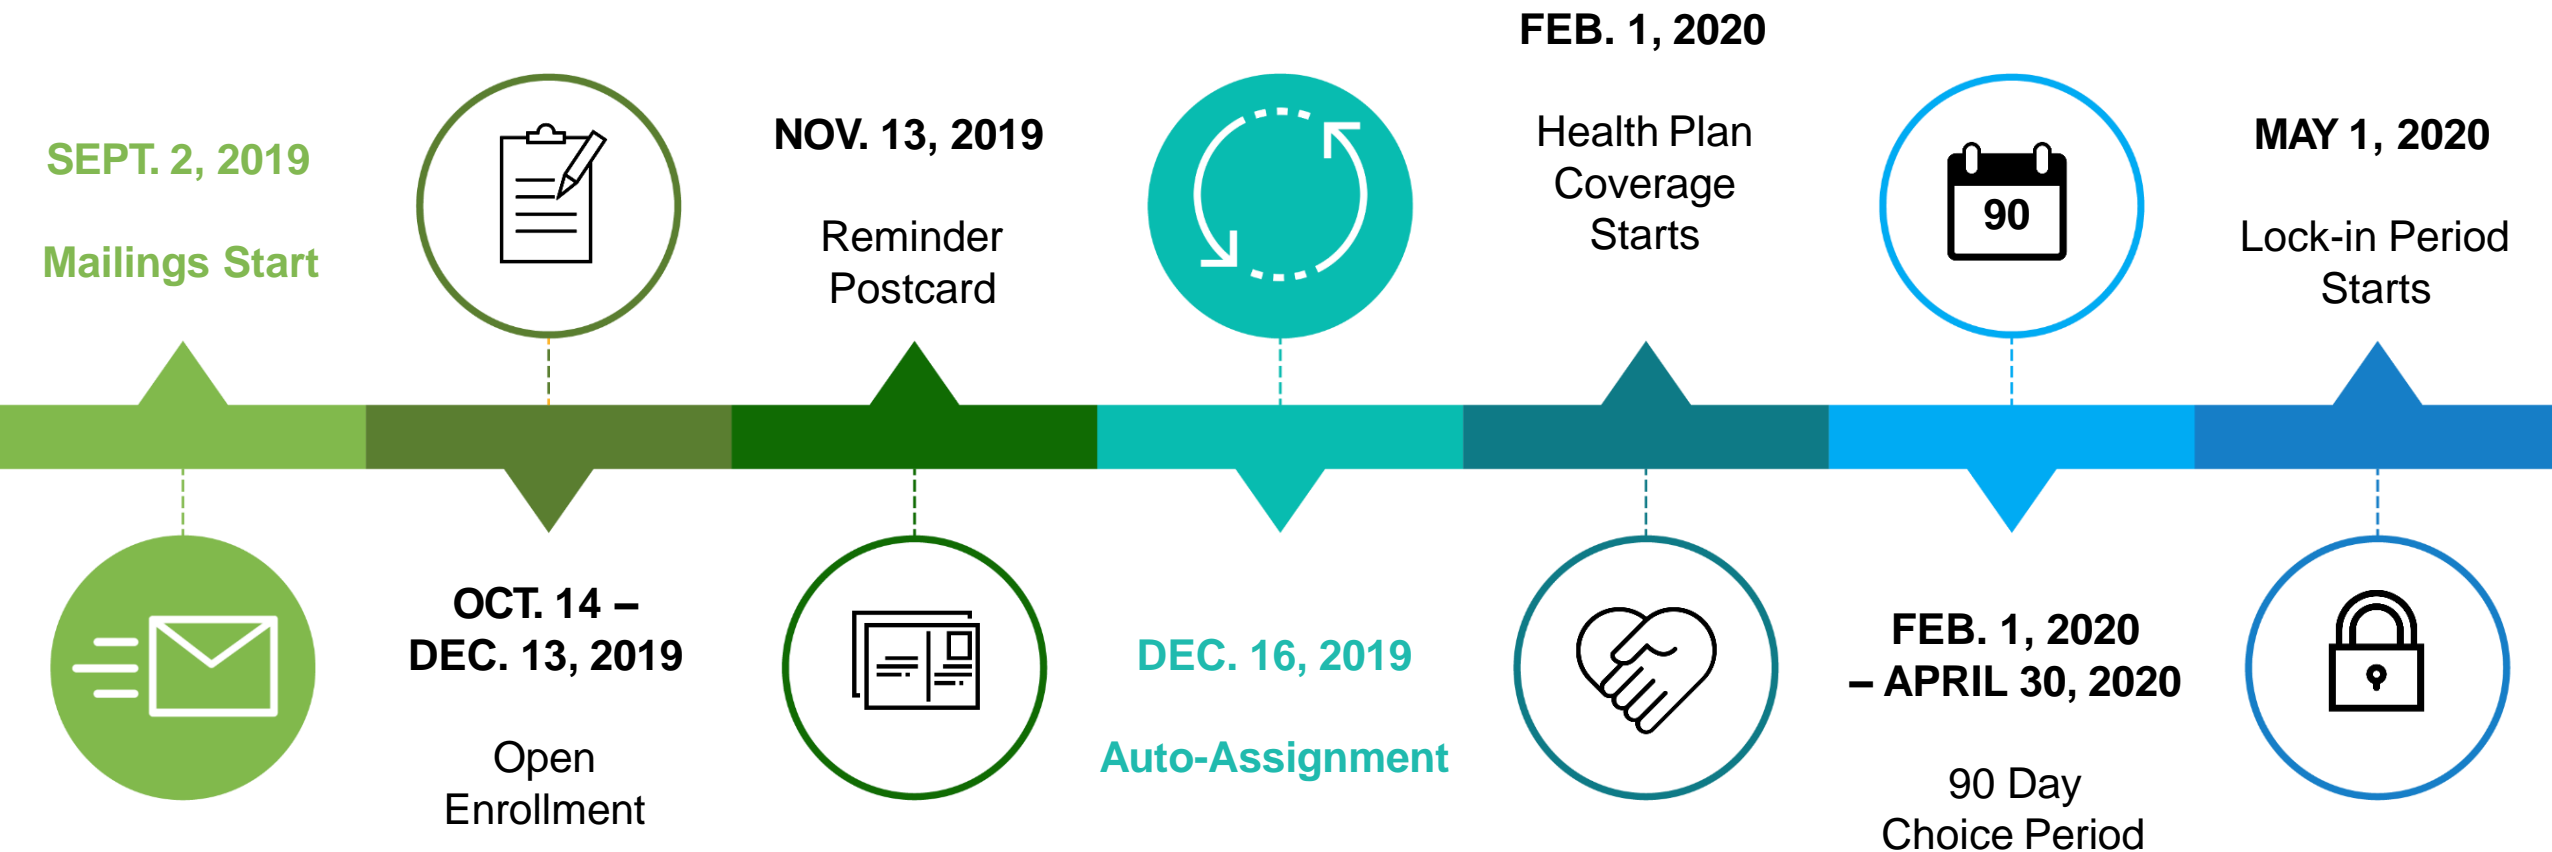 SEPT. 2, 2019
Mailings Start
OCT. 14 –
DEC. 13, 2019
Open
Enrollment
NOV. 13, 2019
Reminder
Postcard
DEC. 16, 2019
Auto-Assignment
FEB. 1, 2020
Health Plan
Coverage
Starts
90
FEB. 1, 2020
– APRIL 30, 2020
90 Day
Choice Period
MAY 1, 2020
Lock-in Period
Starts